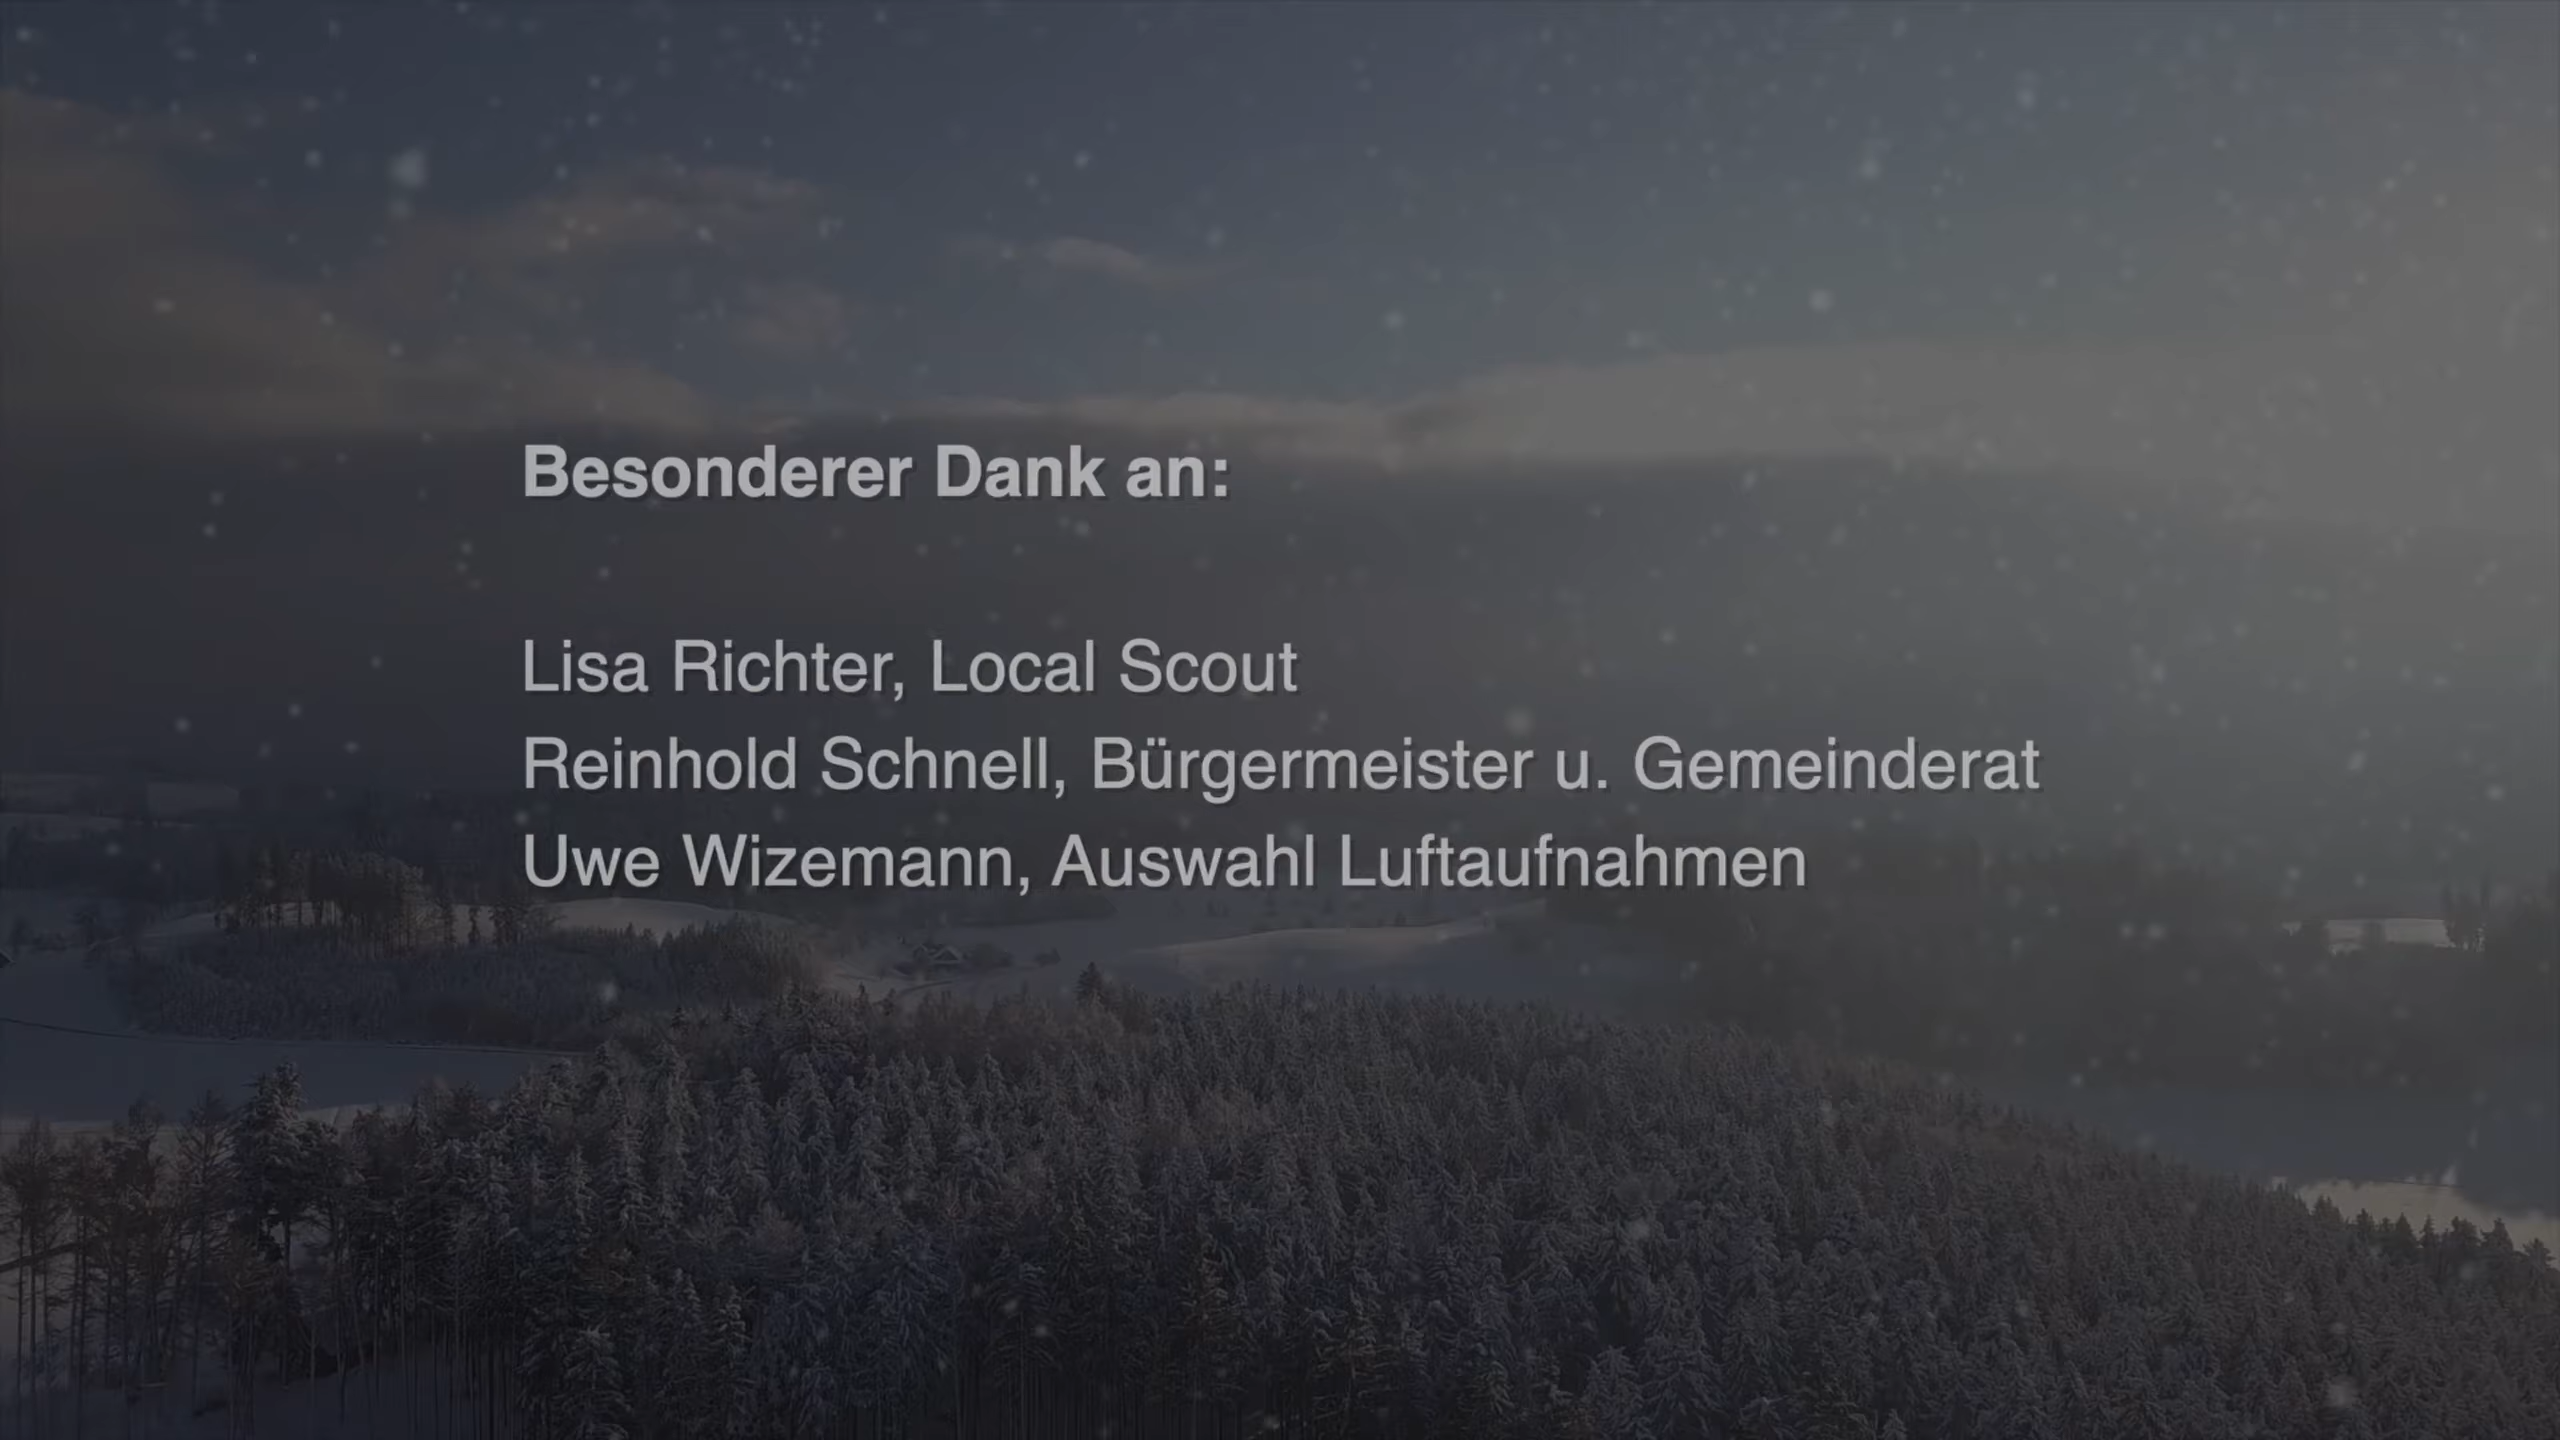 Besonderer Dank an:
Lisa Richter, Local Scout
Reinhold Schnell, Bürgermeister u. Gemeinderat
Uwe Wizemann, Auswahl Luftaufnahmen